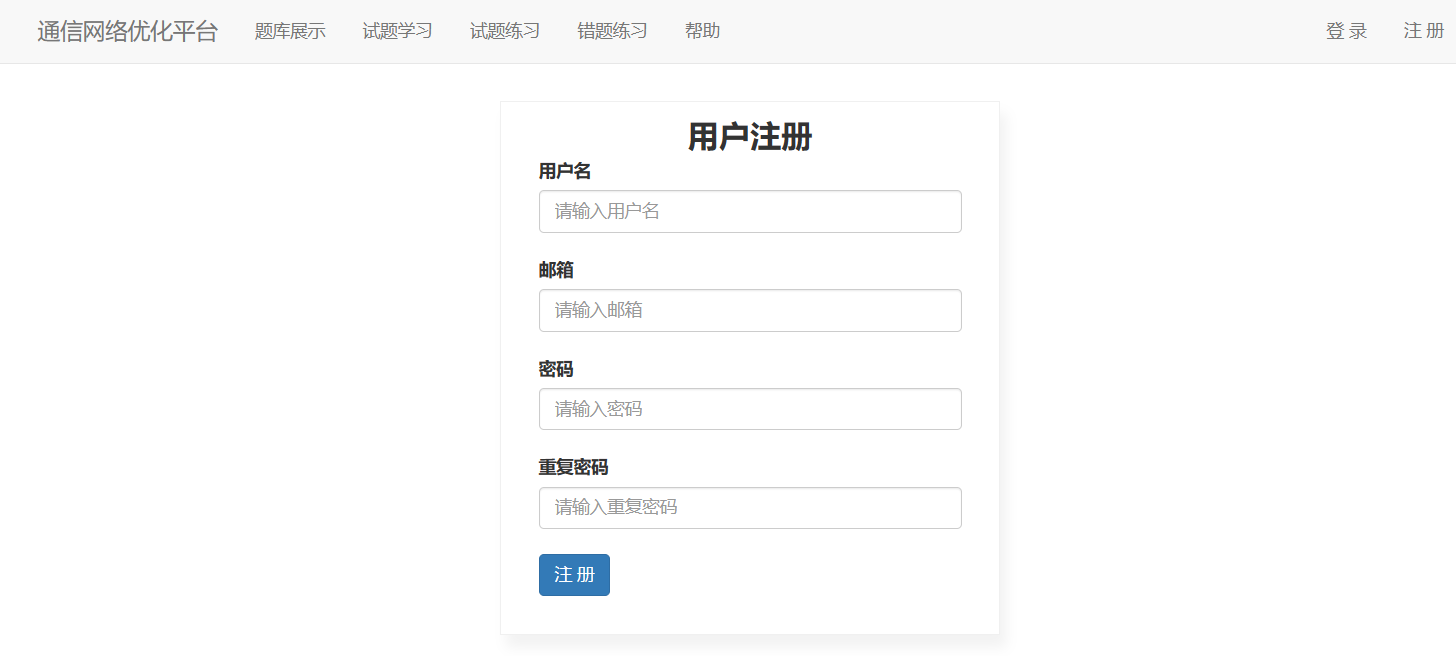 通信网络优化平台 题库展示 试题学习 试题练习 错题练习 帮助 登 录 注 册
用户注册
用户名
请输入用户名
邮箱
请输入邮箱
密码
请输入密码
重复密码
请输入重复密码
注 册